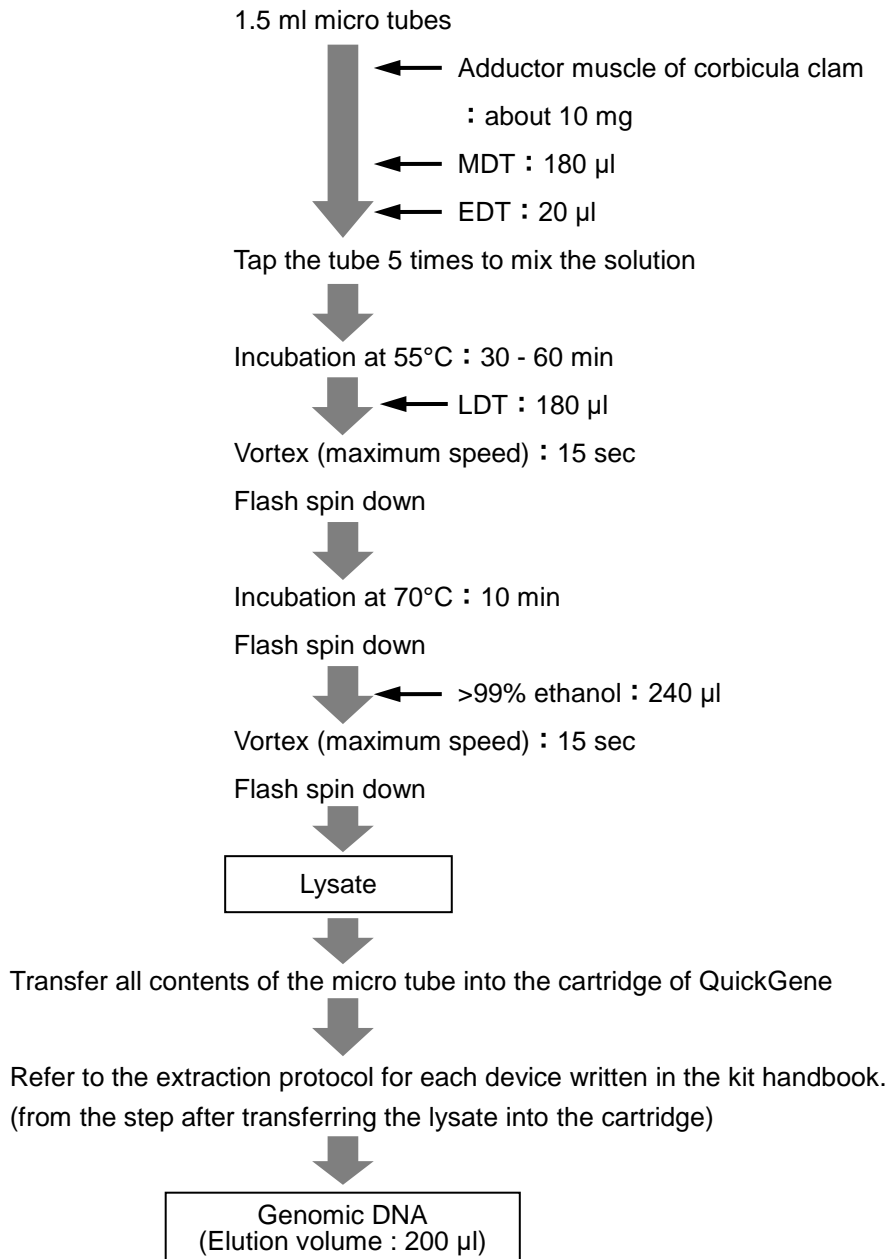 1.5 ml micro tubes
Adductor muscle of corbicula clam
：about 10 mg
MDT：180 µl
EDT：20 µl
Tap the tube 5 times to mix the solution
Incubation at 55°C：30 - 60 min
LDT：180 µl
Vortex (maximum speed)：15 sec
Flash spin down
Incubation at 70°C：10 min
Flash spin down
>99% ethanol：240 µl
Vortex (maximum speed)：15 sec
Flash spin down
Lysate
Transfer all contents of the micro tube into the cartridge of QuickGene
Refer to the extraction protocol for each device written in the kit handbook.
(from the step after transferring the lysate into the cartridge)
Genomic DNA
(Elution volume : 200 µl)